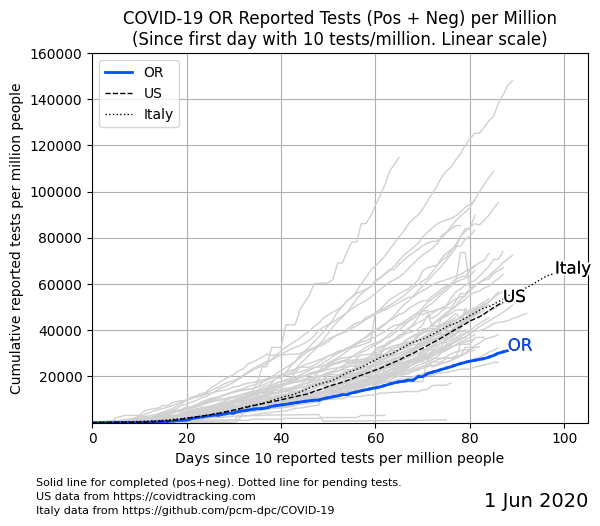 COVID-19 OR Reported Tests (Pos + Neg) per Million
(Since first day with 10 tests/million. Linear scale)
OR
US
Italy
160000
140000
120000
100000
80000
60000
40000
20000
Cumulative reported tests per million people
Italy
US
OR
0 20 40 60 80 100
Days since 10 reported tests per million people
Solid line for completed (pos+neg). Dotted line for pending tests.
US data from https://covidtracking.com
Italy data from https://github.com/pcm-dpc/COVID-19
1 Jun 2020